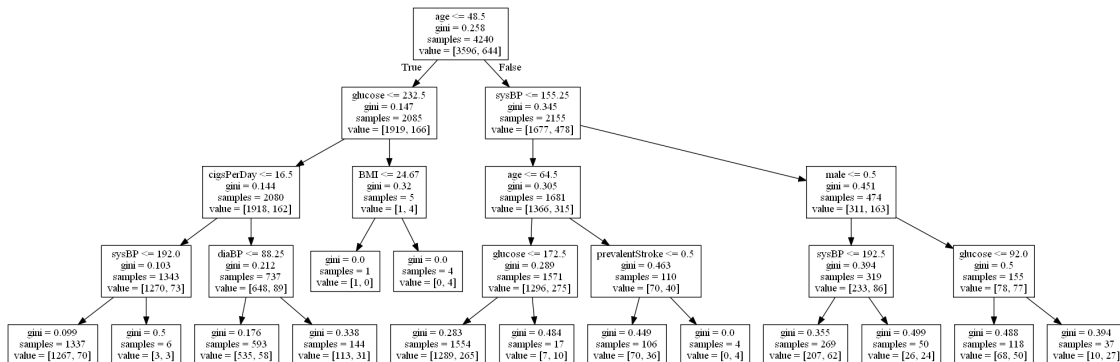 age <= 48.5
gini = 0.258
samples = 4240
value = [3596, 644]
True
False
glucose <= 232.5
gini = 0.147
samples = 2085
value = [1919, 166]
sysBP <= 155.25
gini = 0.345
samples = 2155
value = [1677, 478]
cigsPerDay <= 16.5
gini = 0.144
samples = 2080
value = [1918, 162]
BMI <= 24.67
gini = 0.32
samples = 5
value = [1, 4]
age <= 64.5
gini = 0.305
samples = 1681
value = [1366, 315]
male <= 0.5
gini = 0.451
samples = 474
value = [311, 163]
sysBP <= 192.0
gini = 0.103
samples = 1343
value = [1270, 73]
diaBP <= 88.25
gini = 0.212
samples = 737
value = [648, 89]
gini = 0.0
samples = 1
value = [1, 0]
gini = 0.0
samples = 4
value = [0, 4]
glucose <= 172.5
gini = 0.289
samples = 1571
value = [1296, 275]
prevalentStroke <= 0.5
gini = 0.463
samples = 110
value = [70, 40]
sysBP <= 192.5
gini = 0.394
samples = 319
value = [233, 86]
glucose <= 92.0
gini = 0.5
samples = 155
value = [78, 77]
gini = 0.099
samples = 1337
value = [1267, 70]
gini = 0.5
samples = 6
value = [3, 3]
gini = 0.176
samples = 593
value = [535, 58]
gini = 0.338
samples = 144
value = [113, 31]
gini = 0.283
samples = 1554
value = [1289, 265]
gini = 0.484
samples = 17
value = [7, 10]
gini = 0.449
samples = 106
value = [70, 36]
gini = 0.0
samples = 4
value = [0, 4]
gini = 0.355
samples = 269
value = [207, 62]
gini = 0.499
samples = 50
value = [26, 24]
gini = 0.488
samples = 118
value = [68, 50]
gini = 0.394
samples = 37
value = [10, 27]